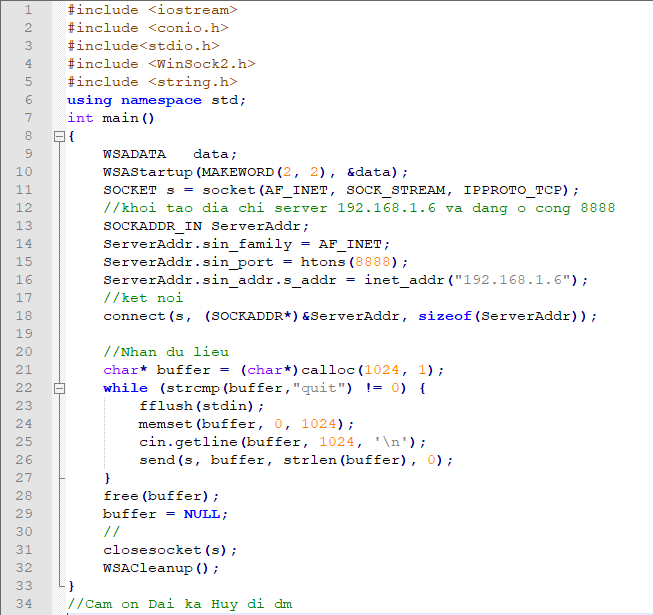 1 #include <iostream>
2 #include <conio.h>
3 #include<stdio.h>
4 #include <WinSock2.h>
5 #include <string.h>
6 using namespace std;
7 int main()
8 {
9 WSADATA   data;
10 WSAStartup(MAKEWORD(2, 2), &data);
11 SOCKET s = socket(AF_INET, SOCK_STREAM, IPPROTO_TCP);
12 //khoi tao dia chi server 192.168.1.6 va dang o cong 8888
13 SOCKADDR_IN ServerAddr;
14 ServerAddr.sin_family = AF_INET;
15 ServerAddr.sin_port = htons(8888);
16 ServerAddr.sin_addr.s_addr = inet_addr("192.168.1.6");
17 //ket noi
18 connect(s, (SOCKADDR*)&ServerAddr, sizeof(ServerAddr));
19
20 //Nhan du lieu
21 char* buffer = (char*)calloc(1024, 1);
22 while (strcmp(buffer,"quit") != 0) {
23 fflush(stdin);
24 memset(buffer, 0, 1024);
25 cin.getline(buffer, 1024, '\n');
26 send(s, buffer, strlen(buffer), 0);
27 }
28 free(buffer);
29 buffer = NULL;
30 //
31 closesocket(s);
32 WSACleanup();
33 }
34 //Cam on Dai ka Huy di dm